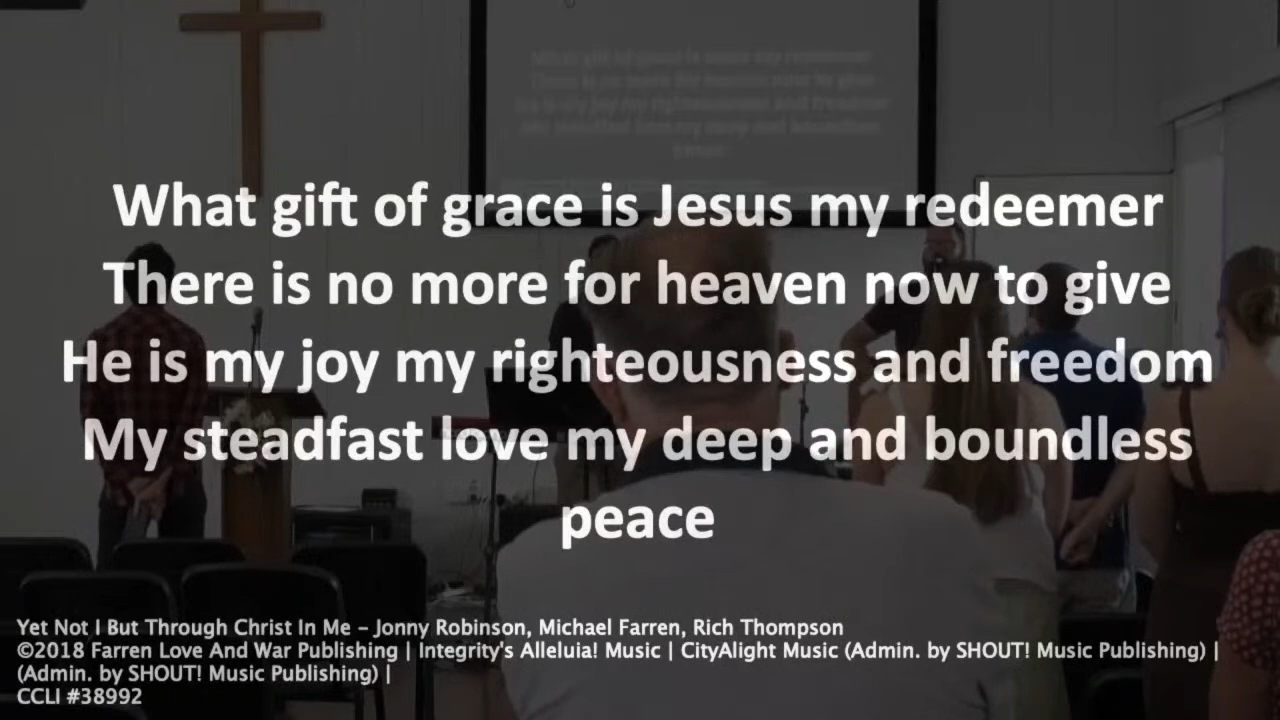 What gift of grace is Jesus my redeemer
There is no more for heaven now to give
He is my joy my righteousness and freedom
My steadfast love my deep and boundless
peace
Yet Not I But Through Christ In Me – Jonny Robinson, Michael Farren, Rich Thompson
©2018 Farren Love And War Publishing | Integrity's Alleluia! Music | CityAlight Music (Admin. by SHOUT! Music Publishing) |
(Admin. by SHOUT! Music Publishing) |
CCLI #38992